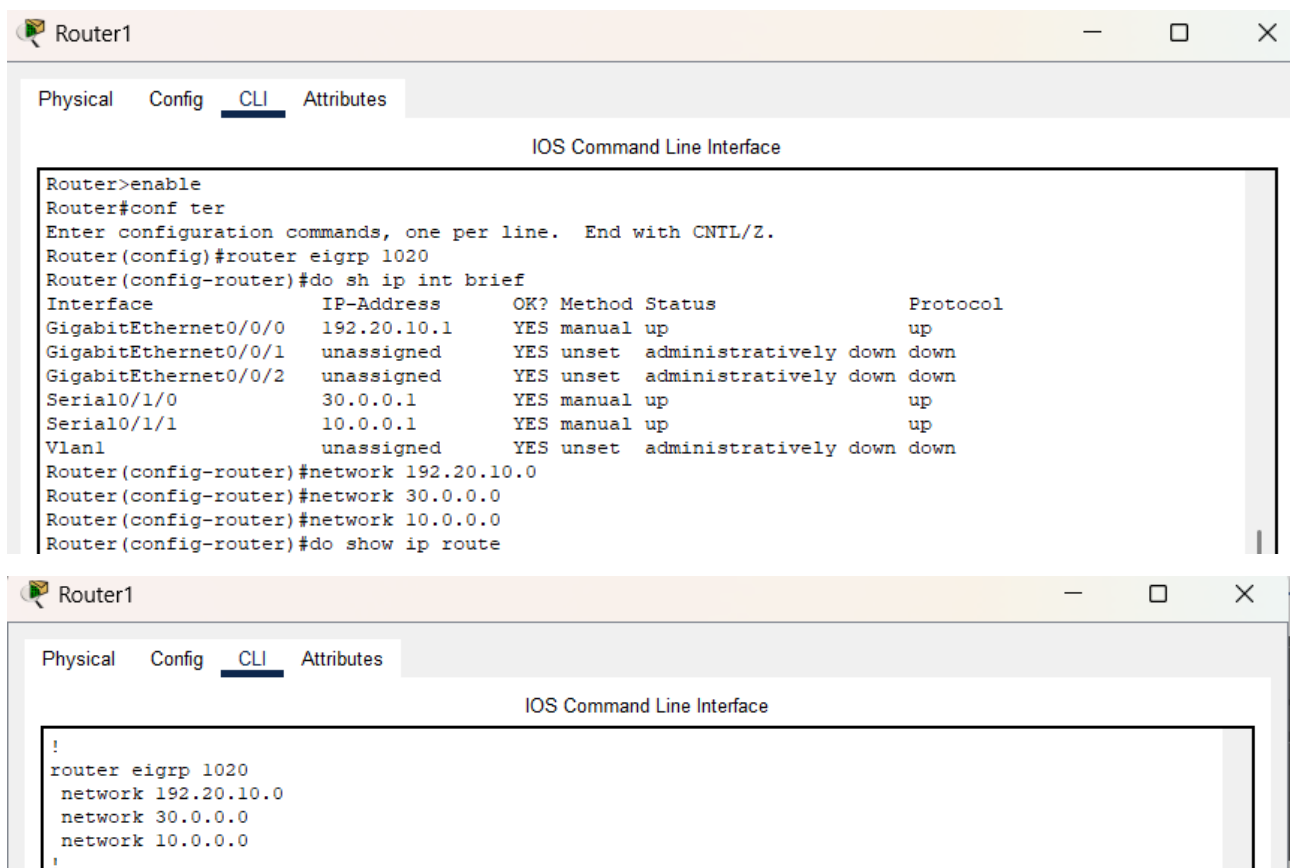 Router1
Physical Config CLI Attributes
IOS Command Line Interface
Router>enable
Router#conf ter
Enter configuration commands, one per line.  End with CNTL/Z.
Router(config)#router eigrp 1020
Router(config-router)#do sh ip int brief
Interface              IP-Address      OK? Method Status                Protocol
GigabitEthernet0/0/0   192.20.10.1     YES manual up                    up
GigabitEthernet0/0/1   unassigned      YES unset  administratively down down
GigabitEthernet0/0/2   unassigned      YES unset  administratively down down
Serial0/1/0            30.0.0.1        YES manual up                    up
Serial0/1/1            10.0.0.1        YES manual up                    up
Vlan1                  unassigned      YES unset  administratively down down
Router(config-router)#network 192.20.10.0
Router(config-router)#network 30.0.0.0
Router(config-router)#network 10.0.0.0
Router(config-router)#do show ip route
Router1
Physical Config CLI Attributes
IOS Command Line Interface
!
router eigrp 1020
 network 192.20.10.0
 network 30.0.0.0
 network 10.0.0.0
!